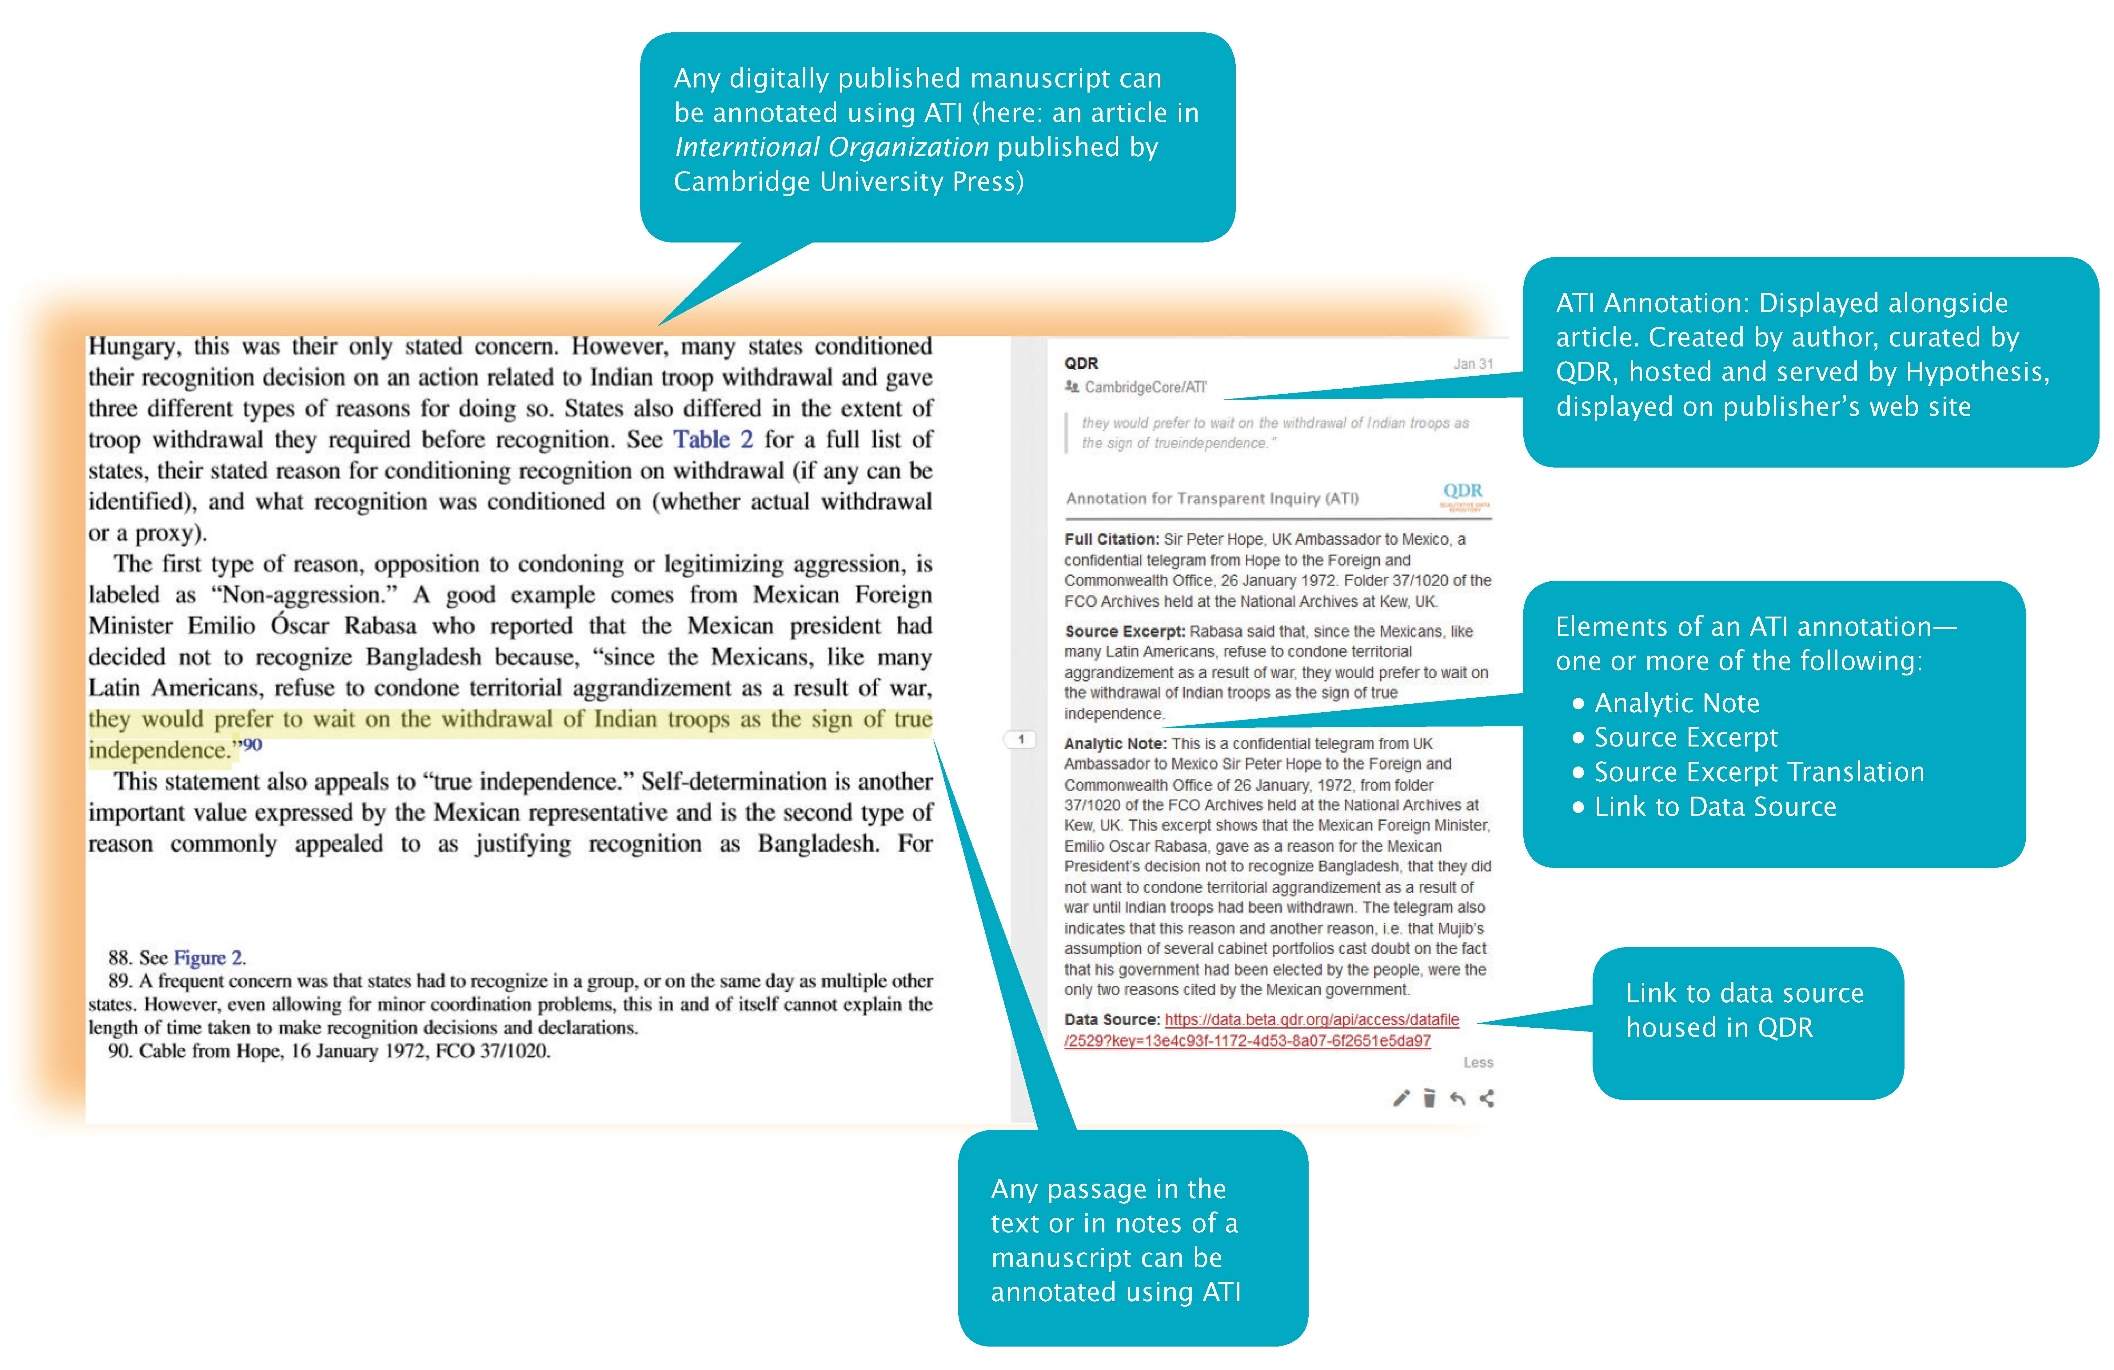 Any digitally published manuscript can
be annotated using ATI (here: an article in
Interntional Organization published by
Cambridge University Press)
ATI Annotation: Displayed alongside
article. Created by author, curated by
QDR, hosted and served by Hypothesis,
displayed on publisher's web site
Hungary, this was their only stated concern. However, many states conditioned
their recognition decision on an action related to Indian troop withdrawal and gave
three different types of reasons for doing so. States also differed in the extent of
troop withdrawal they required before recognition. See Table 2 for a full list of
states, their stated reason for conditioning recognition on withdrawal (if any can be
identified), and what recognition was conditioned on (whether actual withdrawal
or a proxy).
The first type of reason, opposition to condoning or legitimizing aggression, is
labeled as “Non-aggression.” A good example comes from Mexican Foreign
Minister Emilio Óscar Rabasa who reported that the Mexican president had
decided not to recognize Bangladesh because, “since the Mexicans, like many
Latin Americans, refuse to condone territorial aggrandizement as a result of war,
they would prefer to wait on the withdrawal of Indian troops as the sign of true
independence.”90
This statement also appeals to “true independence.” Self-determination is another
important value expressed by the Mexican representative and is the second type of
reason commonly appealed to as justifying recognition as Bangladesh. For
88. See Figure 2.
89. A frequent concern was that states had to recognize in a group, or on the same day as multiple other
states. However, even allowing for minor coordination problems, this in and of itself cannot explain the
length of time taken to make recognition decisions and declarations.
90. Cable from Hope, 16 January 1972, FCO 37/1020.
1
QDR
Jan 31
CambridgeCore/ATI
they would prefer to wait on the withdrawal of Indian troops as
the sign of trueindependence.”
Annotation for Transparent Inquiry (ATI)
QDR
QUALITATIVE DATA
REPOSITORY
Full Citation: Sir Peter Hope, UK Ambassador to Mexico, a
confidential telegram from Hope to the Foreign and
Commonwealth Office, 26 January 1972. Folder 37/1020 of the
FCO Archives held at the National Archives at Kew, UK.
Source Excerpt: Rabasa said that, since the Mexicans, like
many Latin Americans, refuse to condone territorial
aggrandizement as a result of war, they would prefer to wait on
the withdrawal of Indian troops as the sign of true
independence.
Analytic Note: This is a confidential telegram from UK
Ambassador to Mexico Sir Peter Hope to the Foreign and
Commonwealth Office of 26 January, 1972, from folder
37/1020 of the FCO Archives held at the National Archives at
Kew, UK. This excerpt shows that the Mexican Foreign Minister,
Emilio Oscar Rabasa, gave as a reason for the Mexican
President's decision not to recognize Bangladesh, that they did
not want to condone territorial aggrandizement as a result of
war until Indian troops had been withdrawn. The telegram also
indicates that this reason and another reason, i.e. that Mujib's
assumption of several cabinet portfolios cast doubt on the fact
that his government had been elected by the people, were the
only two reasons cited by the Mexican government.
Data Source: https://data.beta.qdr.org/api/access/datafile
/2529?key=13e4c93f-1172-4d53-8a07-6f2651e5da97
Less
Elements of an ATI annotation—
one or more of the following:
• Analytic Note
• Source Excerpt
• Source Excerpt Translation
• Link to Data Source
Link to data source
housed in QDR
Any passage in the
text or in notes of a
manuscript can be
annotated using ATI